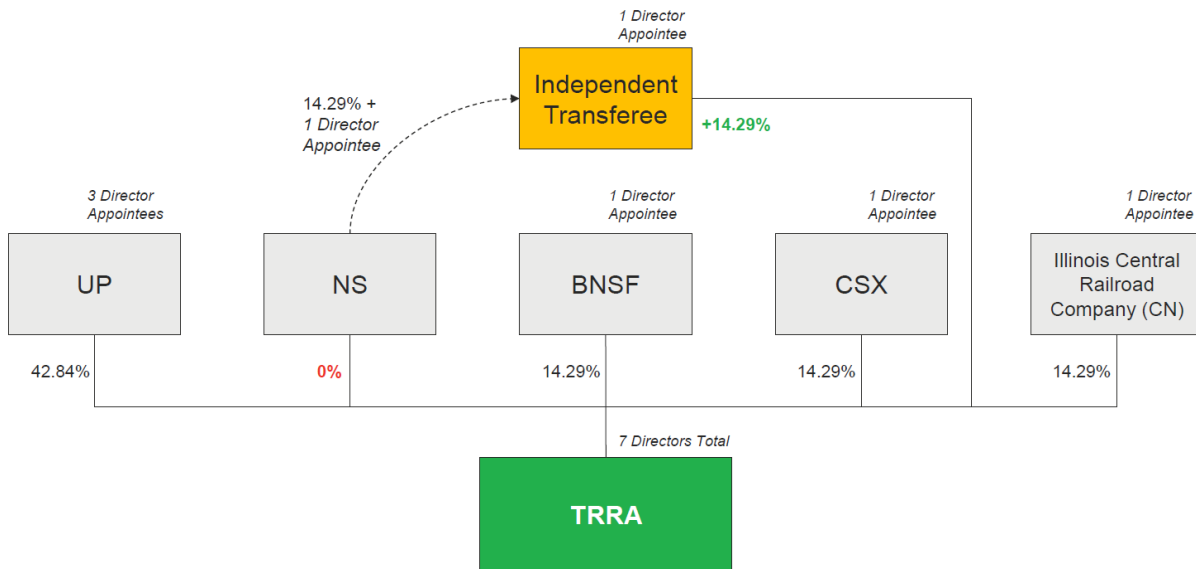 1 Director
Appointee
Independent
Transferee
14.29% +
1 Director
Appointee
+14.29%
3 Director
Appointees
1 Director
Appointee
1 Director
Appointee
1 Director
Appointee
UP
NS
BNSF
CSX
Illinois Central
Railroad
Company (CN)
42.84%
0%
14.29%
14.29%
14.29%
7 Directors Total
TRRA